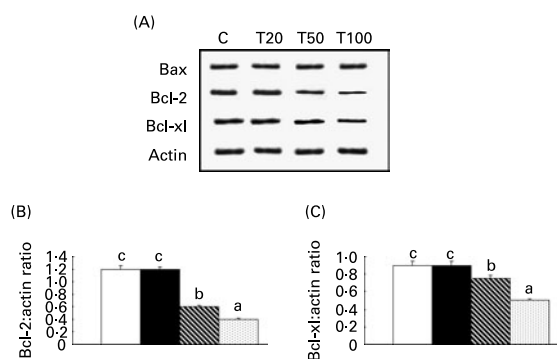 (A)
C T20 T50 T100
Bax
Bcl-2
Bcl-xl
Actin
(B)
Bcl-2:actin ratio
1·4
1·2
1·0
0·8
0·6
0·4
0·2
0
c c b a
(C)
Bcl-xl:actin ratio
1·0
0·8
0·6
0·4
0·2
0
c c b a